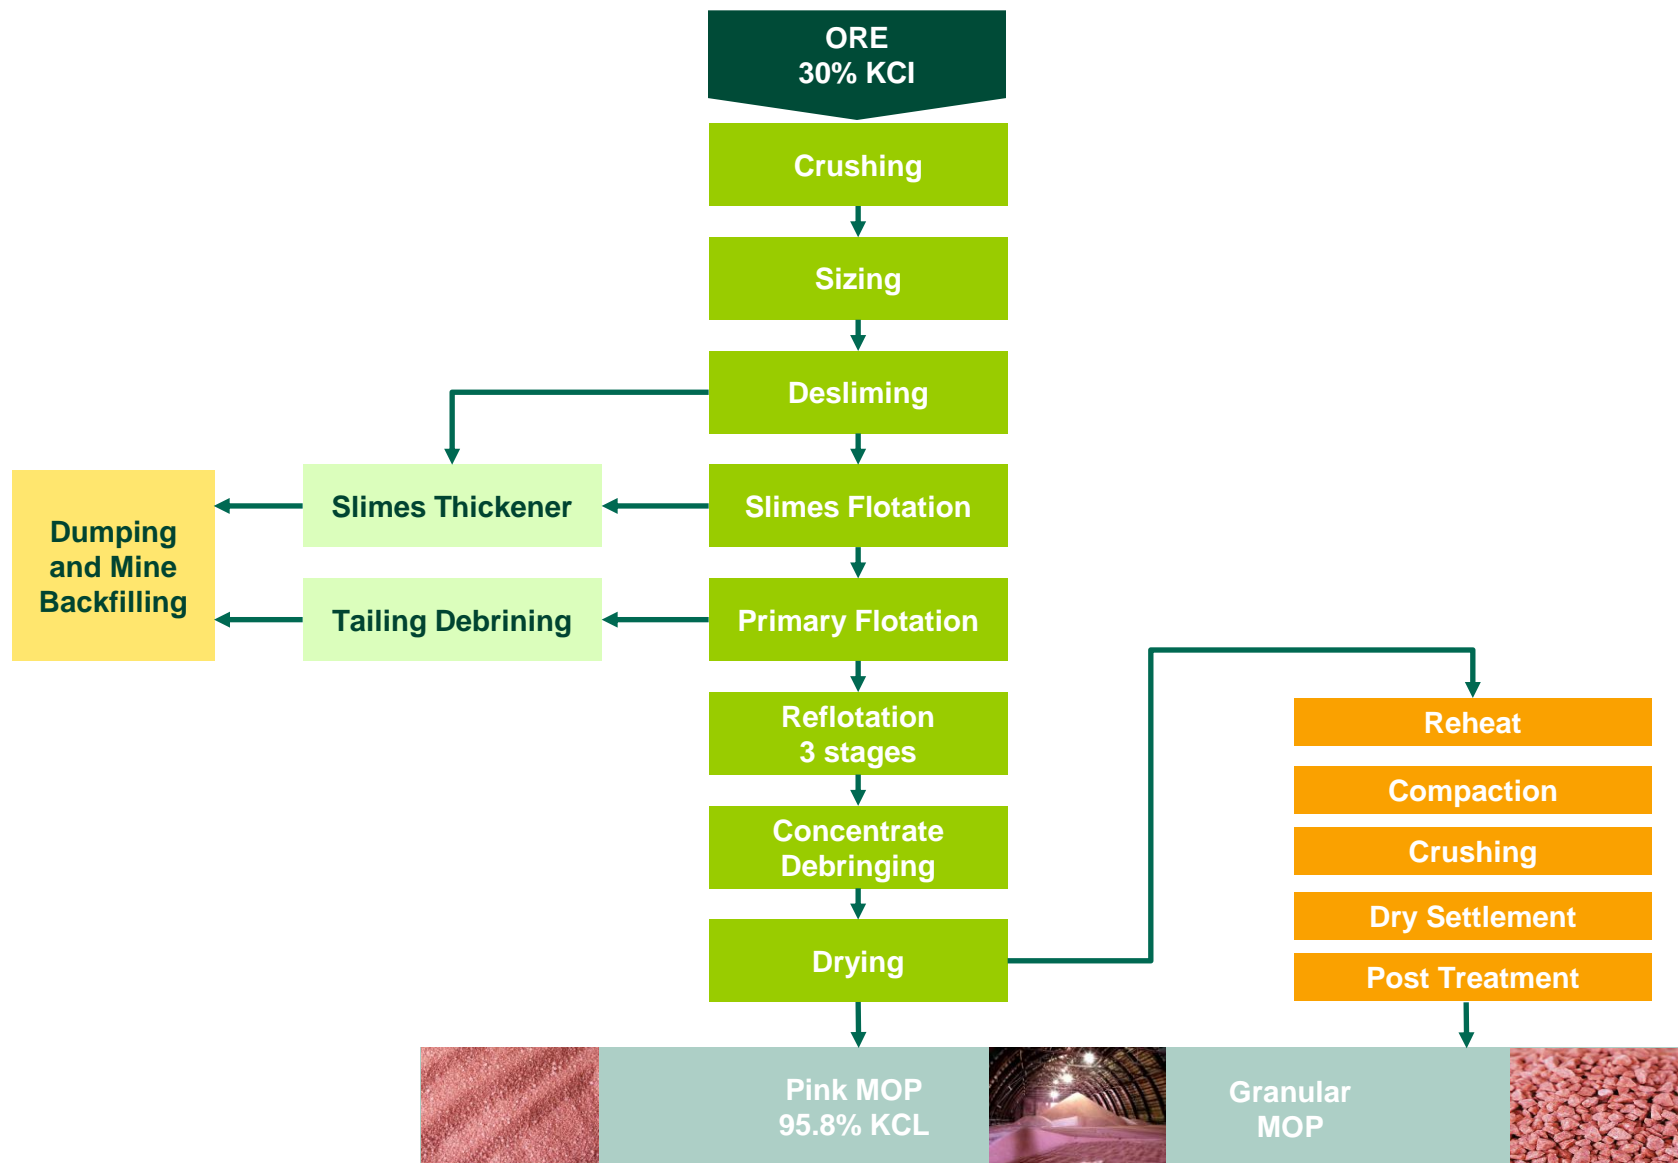 ORE
30% KCl
Crushing
Sizing
Desliming
Slimes Thickener
Slimes Flotation
Dumping
and Mine
Backfilling
Tailing Debrining
Primary Flotation
Reflotation
3 stages
Concentrate
Debringing
Drying
Reheat
Compaction
Crushing
Dry Settlement
Post Treatment
Pink MOP
95.8% KCL
Granular
MOP